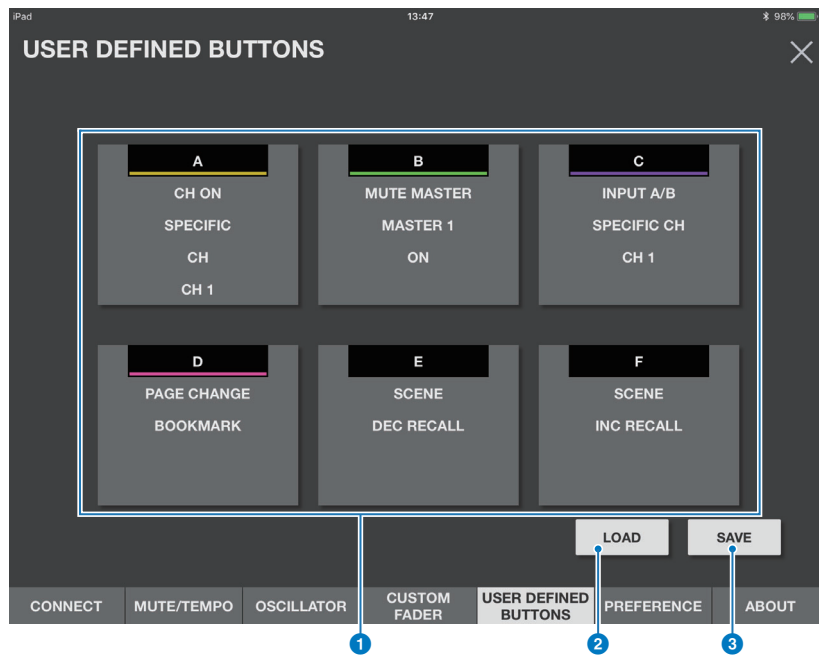 iPad 13:47 98%
USER DEFINED BUTTONS
A B C
CH ON MUTE MASTER INPUT A/B
SPECIFIC MASTER 1 SPECIFIC CH
CH ON CH 1
CH 1
D E F
PAGE CHANGE SCENE SCENE
BOOKMARK DEC RECALL INC RECALL
LOAD SAVE
CONNECT MUTE/TEMPO OSCILLATOR CUSTOM FADER USER DEFINED BUTTONS PREFERENCE ABOUT
1 2 3